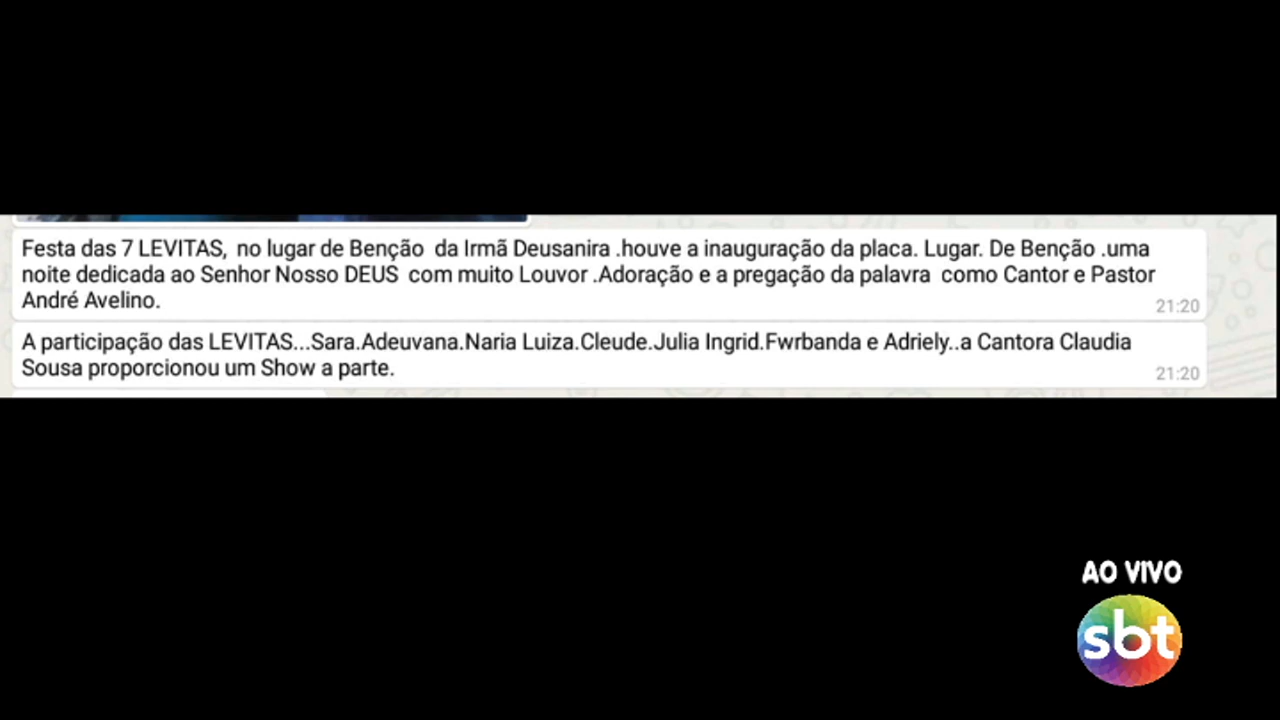 Festa das 7 LEVITAS, no lugar de Benção da Irmã Deusanira .houve a inauguração da placa. Lugar. De Benção .uma
noite dedicada ao Senhor Nosso DEUS com muito Louvor .Adoração e a pregação da palavra como Cantor e Pastor
André Avelino.
21:20
A participação das LEVITAS...Sara.Adeuvana.Naria Luiza.Cleude.Julia Ingrid.Fwrbanda e Adriely..a Cantora Claudia
Sousa proporcionou um Show a parte.
21:20
AO VIVO
sbt